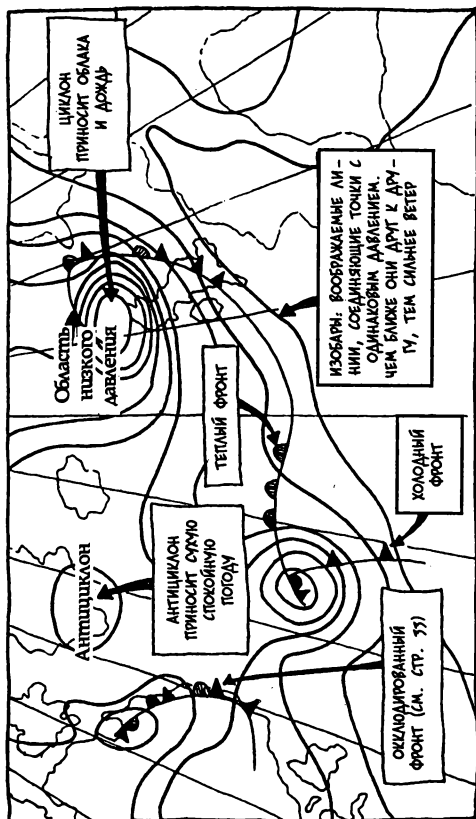 Антициклон
АНТИЦИКЛОН
ПРИНОСИТ СУХУЮ
СПОКОЙНУЮ
ПОГОДУ
Область
низкого
давления
ЦИКЛОН
ПРИНОСИТ ОБЛАКА
И ДОЖДЬ
ТЕПЛЫЙ ФРОНТ
ИЗОБАРЫ: ВООБРАЖАЕМЫЕ ЛИ-
НИИ, СОЕДИНЯЮЩИЕ ТОЧКИ С
ОДИНАКОВЫМ ДАВЛЕНИЕМ.
ЧЕМ БЛИЖЕ ОНИ ДРУГ К ДРУ-
ГУ, ТЕМ СИЛЬНЕЕ ВЕТЕР
ОККЛЮДИРОВАННЫЙ
ФРОНТ (СМ. СТР. 99)
ХОЛОДНЫЙ
ФРОНТ